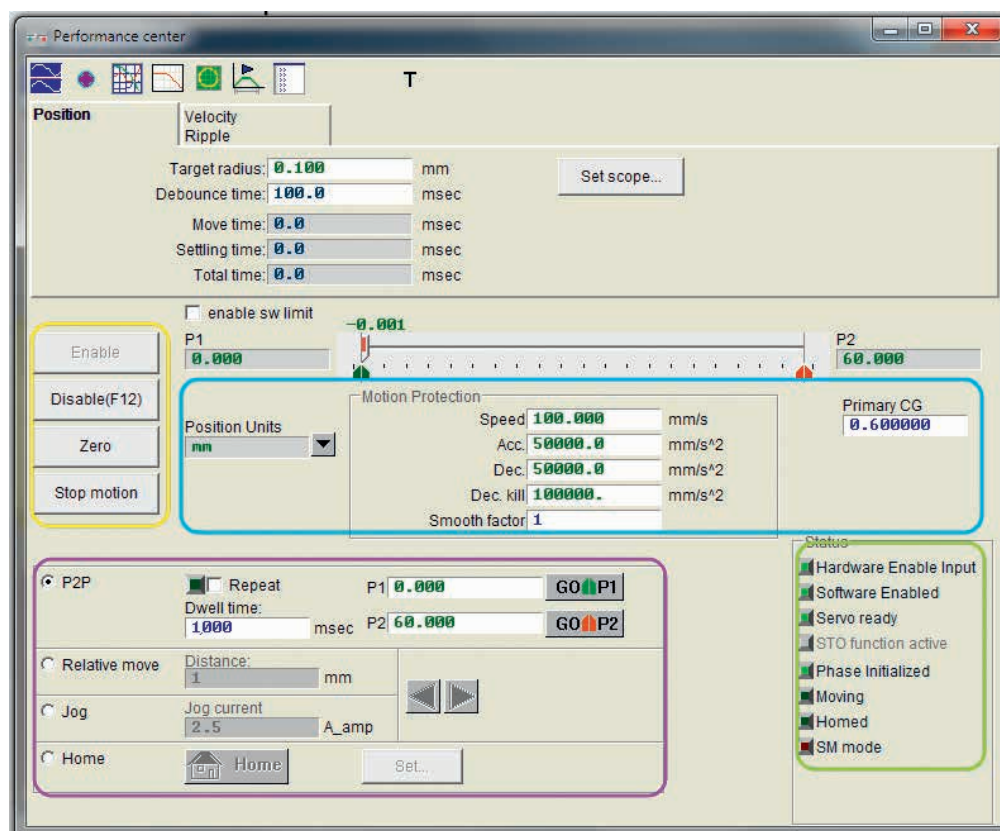 Performance center
T
Position
Velocity
Ripple
Target radius: 0.100 mm
Set scope...
Debounce time: 100.0 msec
Move time: 0.0 msec
Settling time: 0.0 msec
Total time: 0.0 msec
enable sw limit
-0.001
P1
P2
0.000
60.000
Enable
Disable(F12)
Zero
Stop motion
Position Units
mm
Motion Protection
Speed 100.000 mm/s
Acc. 50000.0 mm/s^2
Dec. 50000.0 mm/s^2
Dec. kill 100000. mm/s^2
Smooth factor 1
Primary CG
0.600000
P2P
Repeat
P1 0.000 GO P1
Dwell time:
1,000 msec
P2 60.000 GO P2
Relative move
Distance:
1 mm
Jog
Jog current
2.5 A_amp
Home
Home
Set...
Status
Hardware Enable Input
Software Enabled
Servo ready
STO function active
Phase Initialized
Moving
Homed
SM mode